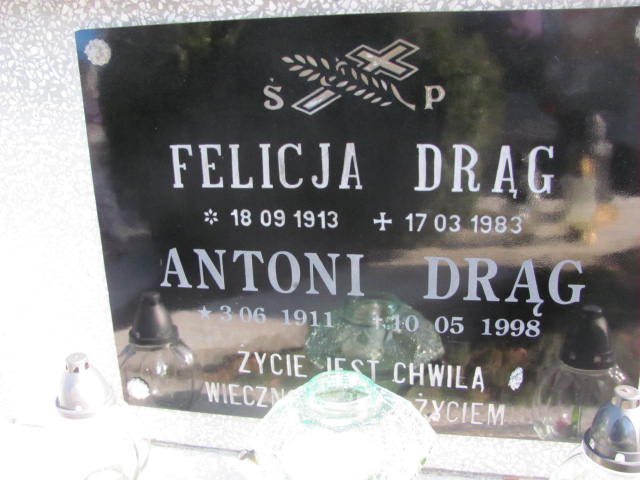 Ś P
FELICJA DRĄG
* 18 09 1913 + 17 03 1983
ANTONI DRĄG
* 3 06 1911 + 10 05 1998
ŻYCIE JEST CHWILĄ
ŻYCIEM